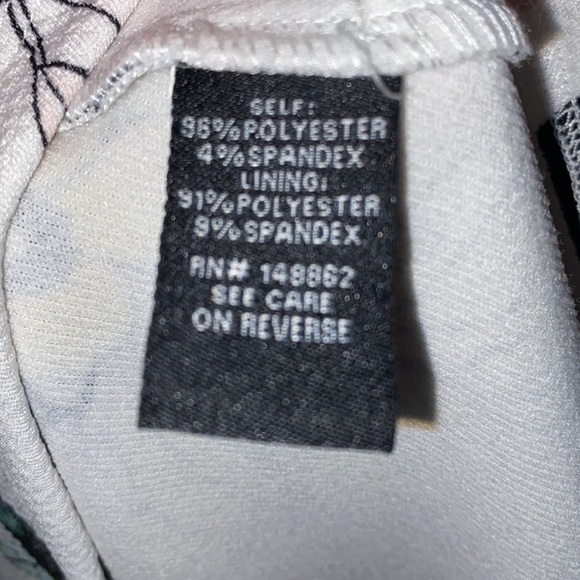 SELF:
96% POLYESTER
4% SPANDEX
LINING:
91% POLYESTER
9% SPANDEX
RN# 149862
SEE CARE
ON REVERSE